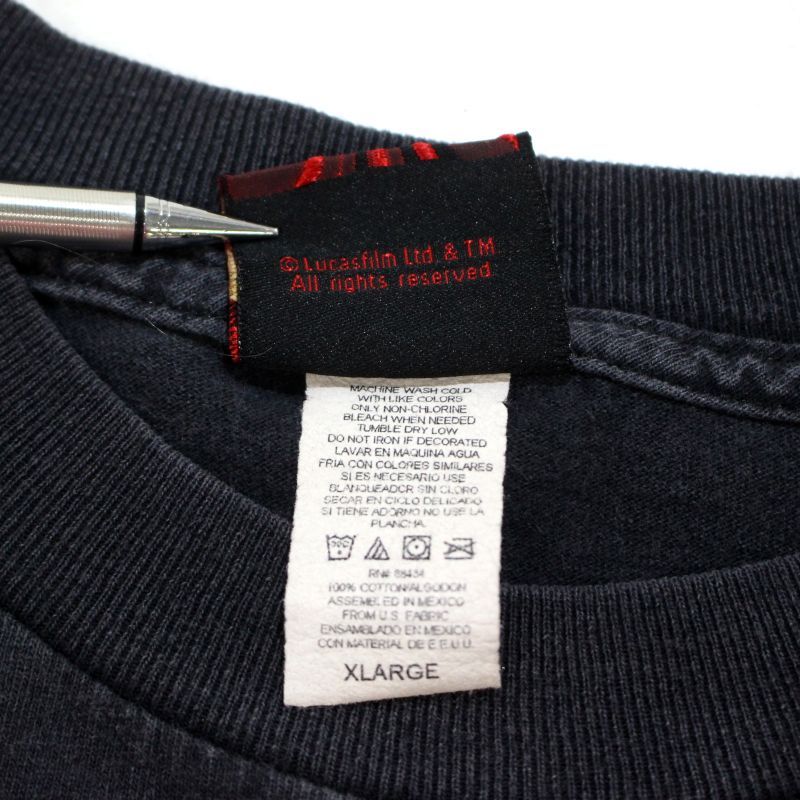 © Lucasfilm Ltd. & TM
All rights reserved
MACHINE WASH COLD
WITH LIKE COLORS
ONLY NON-CHLORINE
BLEACH WHEN NEEDED
TUMBLE DRY LOW
DO NOT IRON IF DECORATED
LAVAR EN MAQUINA AGUA
FRIA CON COLORES SIMILARES
SI ES NECESARIO USE
BLANQUEADOR SIN CLORO
SECAR EN CICLO DELICADO
SI TIENE ADORNO NO USE LA
PLANCHA
RN# 88434
100% COTTON/ALGODON
ASSEMBLED IN MEXICO
FROM U.S. FABRIC
ENSAMBLADO EN MEXICO
CON MATERIAL DE E.E.U.U.
XLARGE